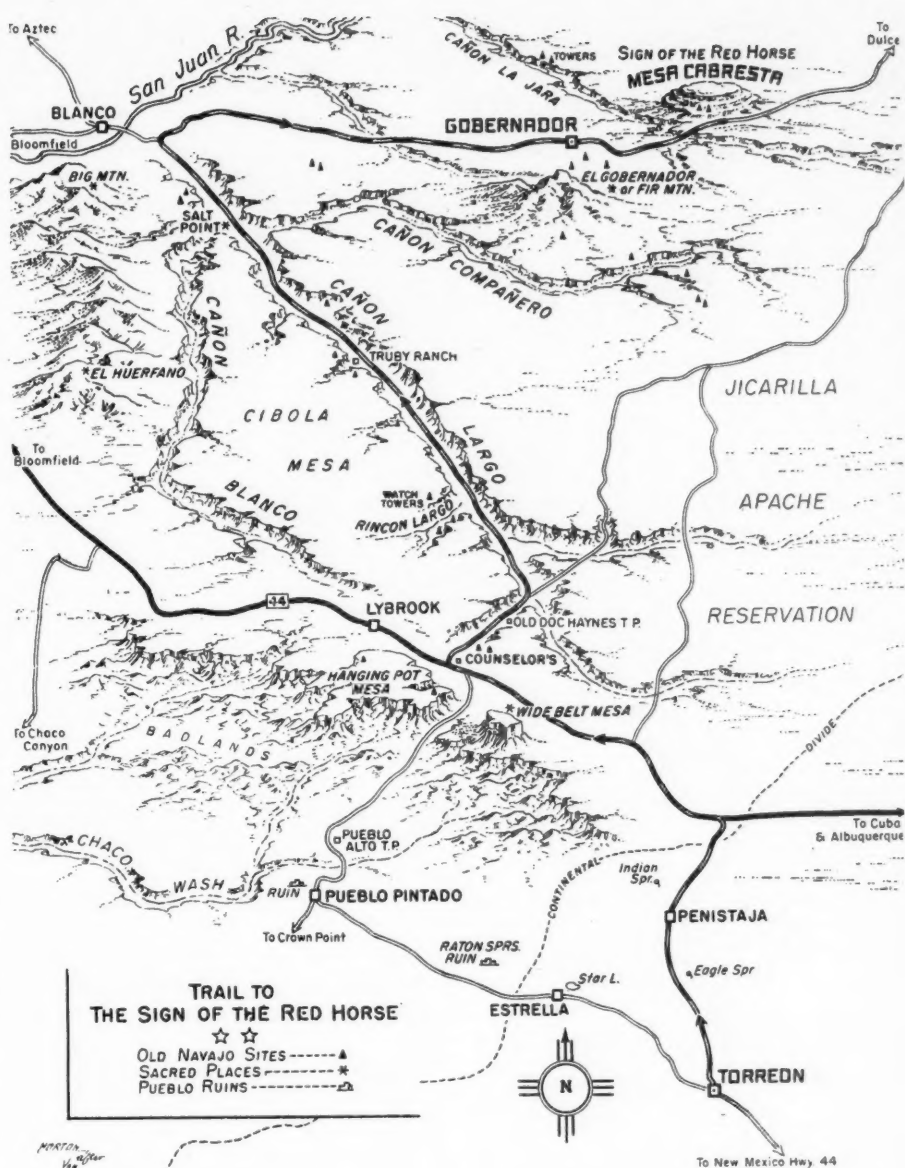 To Aztec
San Juan R.
CAÑON LA JARA
TOWERS
SIGN OF THE RED HORSE
MESA CABRESTA
To Dulce
BLANCO
Bloomfield
GOBERNADOR
BIG MTN.
EL GOBERNADOR
or FIR MTN.
SALT
POINT
CAÑON
COMPAÑERO
CAÑON
BLANCO
CAÑON
LARGO
TRUBY RANCH
EL HUERFANO
CIBOLA
MESA
JICARILLA
APACHE
RESERVATION
To
Bloomfield
WATCH
TOWERS
RINCON LARGO
14
LYBROOK
OLD DOC HAYNES T.P.
COUNSELOR'S
HANGING POT
MESA
WIDE BELT MESA
To Chaco
Canyon
BADLANDS
CONTINENTAL
DIVIDE
To Cuba
& Albuquerque
CHACO
WASH
PUEBLO
ALTO T.P.
RUIN
PUEBLO PINTADO
To Crown Point
Indian
Spr.
PENISTAJA
RATON SPRS.
RUIN
Eagle Spr
Star L.
ESTRELLA
TORREON
N
TRAIL TO
THE SIGN OF THE RED HORSE
OLD NAVAJO SITES
SACRED PLACES
PUEBLO RUINS
To New Mexico Hwy. 44
NORTON
after